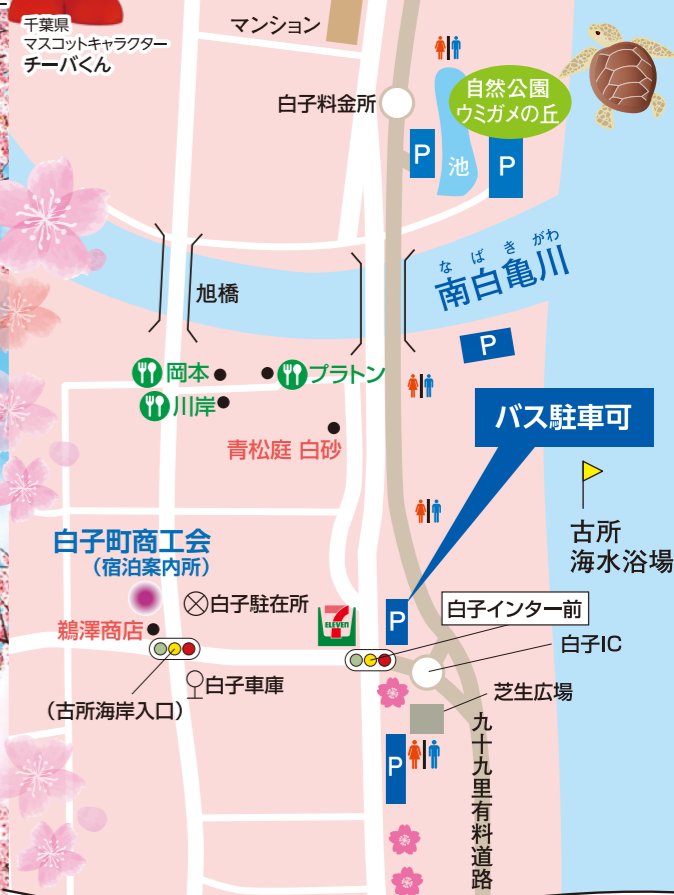 千葉県
マスコットキャラクター
チーバくん
マンション
白子料金所
自然公園
ウミガメの丘
P
池
P
なばきがわ
南白亀川
旭橋
P
岡本
プラトン
川岸
青松庭 白砂
バス駐車可
古所
海水浴場
白子町商工会
（宿泊案内所）
白子駐在所
7
ELEVEN
P
白子インター前
鵜澤商店
白子IC
白子車庫
（古所海岸入口）
芝生広場
P
九十九里有料道路